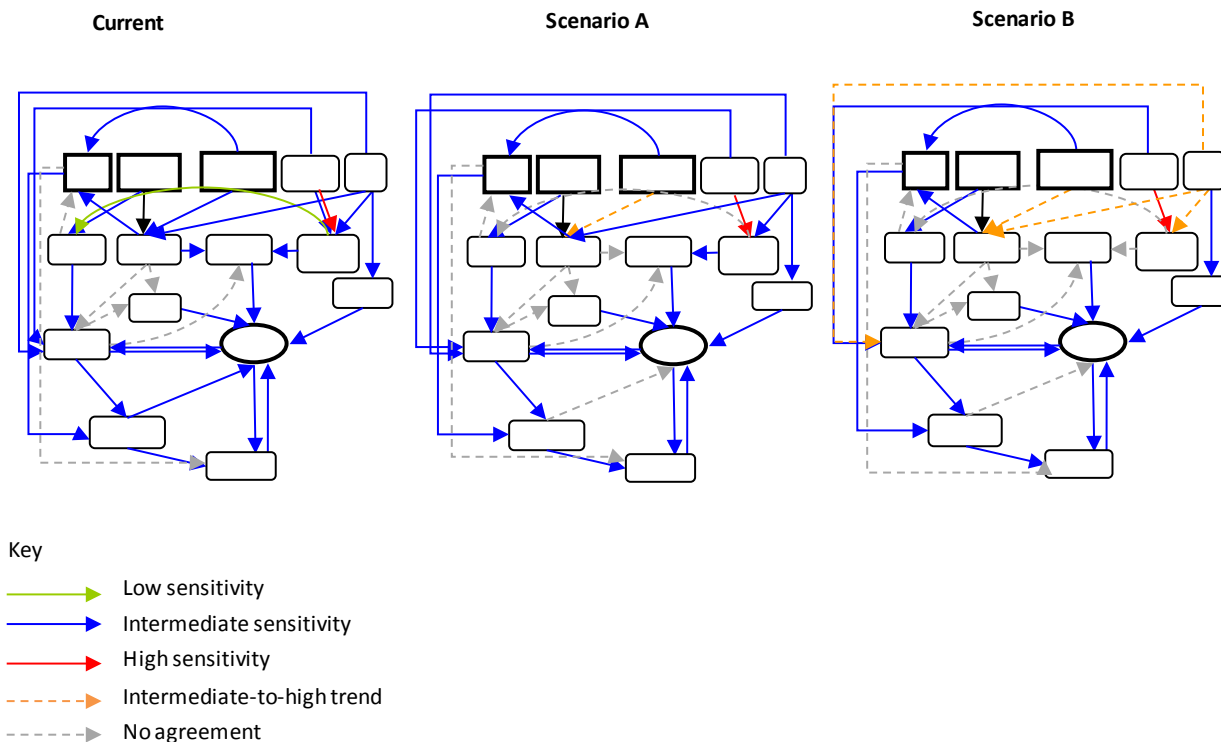 Current
Scenario A
Scenario B
Key
Low sensitivity
Intermediate sensitivity
High sensitivity
Intermediate-to-high trend
No agreement